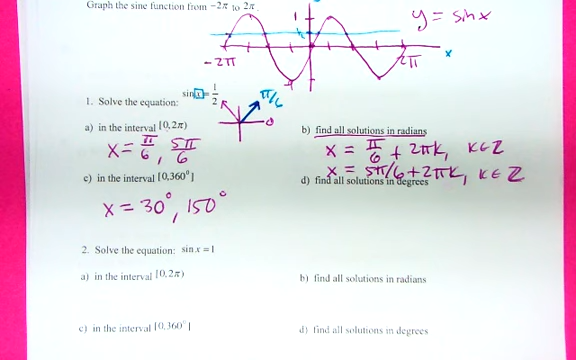 Graph the sine function from −2π to 2π.
1
y = sin x
−2π
2π
x
1. Solve the equation: sin x = 1/2
π/6
0
a) in the interval [0,2π)
x = π/6, 5π/6
b) find all solutions in radians
x = π/6 + 2πk, k∈Z
x = 5π/6 + 2πk, k∈Z
c) in the interval [0,360°]
x = 30°, 150°
d) find all solutions in degrees
2. Solve the equation: sin x = 1
a) in the interval [0,2π)
b) find all solutions in radians
c) in the interval [0,360°]
d) find all solutions in degrees